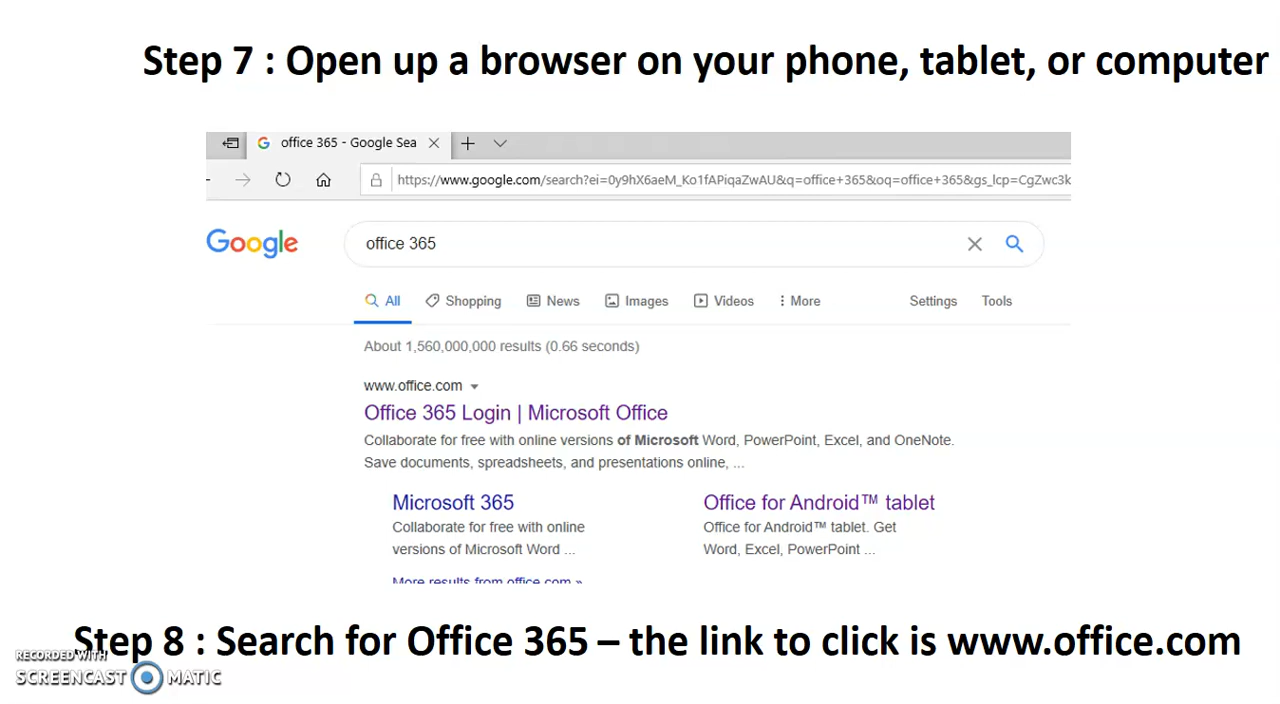 Step 7 : Open up a browser on your phone, tablet, or computer
office 365 - Google Sea
https://www.google.com/search?ei=0y9hX6aeM_Ko1fAPiqaZwAU&q=office+365&oq=office+365&gs_lcp=CgZwc3k
Google
office 365
All Shopping News Images Videos More Settings Tools
About 1,560,000,000 results (0.66 seconds)
www.office.com
Office 365 Login | Microsoft Office
Collaborate for free with online versions of Microsoft Word, PowerPoint, Excel, and OneNote.
Save documents, spreadsheets, and presentations online, ...
Microsoft 365
Collaborate for free with online
versions of Microsoft Word ...
Office for Android™ tablet
Office for Android™ tablet. Get
Word, Excel, PowerPoint ...
More results from office.com »
Step 8 : Search for Office 365 – the link to click is www.office.com
RECORDED WITH
SCREENCAST MATIC